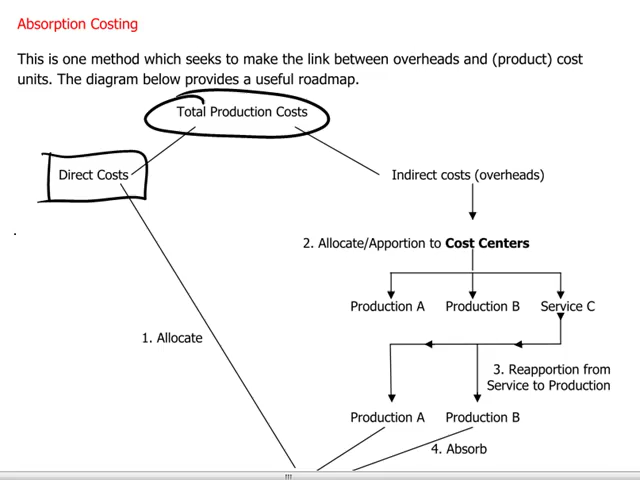 Absorption Costing
This is one method which seeks to make the link between overheads and (product) cost
units. The diagram below provides a useful roadmap.
Total Production Costs
Direct Costs
Indirect costs (overheads)
2. Allocate/Apportion to Cost Centers
Production A
Production B
Service C
1. Allocate
3. Reapportion from
Service to Production
Production A
Production B
4. Absorb